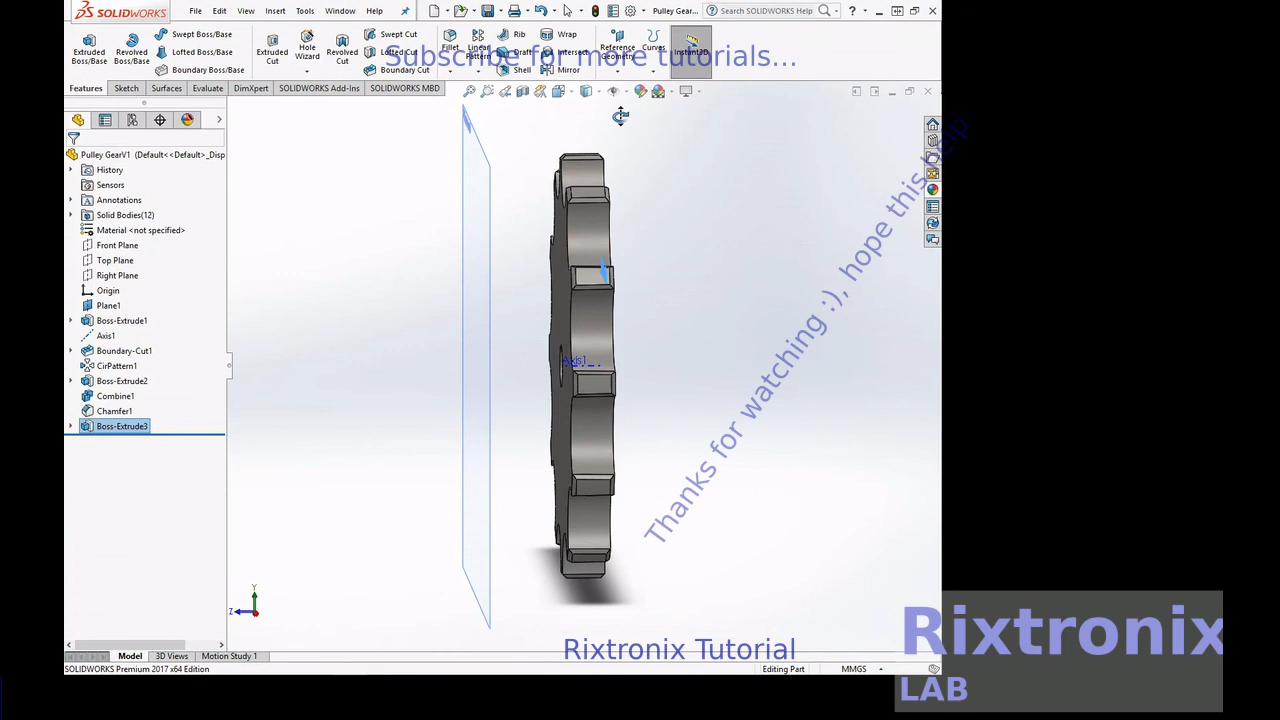 SOLIDWORKS
File
Edit
View
Insert
Tools
Window
Help
Pulley Gear...
Search SOLIDWORKS Help
Extruded Boss/Base
Revolved Boss/Base
Swept Boss/Base
Lofted Boss/Base
Boundary Boss/Base
Extruded Cut
Hole Wizard
Revolved Cut
Swept Cut
Lofted Cut
Boundary Cut
Fillet
Linear Pattern
Rib
Draft
Shell
Wrap
Intersect
Mirror
Reference Geometry
Curves
Instant3D
Subscribe for more tutorials...
Features
Sketch
Surfaces
Evaluate
DimXpert
SOLIDWORKS Add-Ins
SOLIDWORKS MBD
Pulley GearV1 (Default<<Default>_Disp
History
Sensors
Annotations
Solid Bodies(12)
Material <not specified>
Front Plane
Top Plane
Right Plane
Origin
Plane1
Boss-Extrude1
Axis1
Boundary-Cut1
CirPattern1
Boss-Extrude2
Combine1
Chamfer1
Boss-Extrude3
Axis1
Thanks for watching :), hope this help
Y
Z
Rixtronix Tutorial
Rixtronix
LAB
Model
3D Views
Motion Study 1
SOLIDWORKS Premium 2017 x64 Edition
Editing Part
MMGS